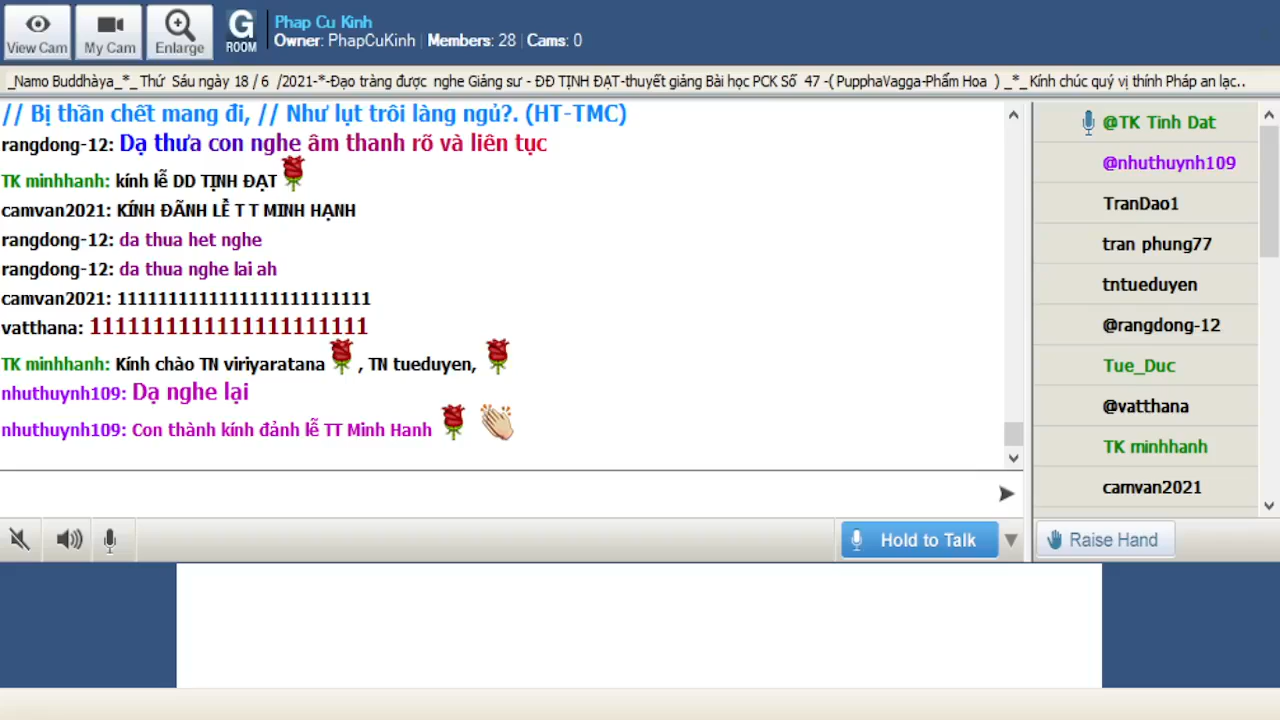 View Cam
My Cam
Enlarge
G
ROOM
Phap Cu Kinh
Owner: PhapCuKinh | Members: 28 | Cams: 0
_Namo Buddhàya_*_ Thứ Sáu ngày 18 / 6 /2021-*-Đạo tràng được nghe Giảng sư - ĐĐ TỊNH ĐẠT-thuyết giảng Bài học PCK Số 47 -( PupphaVagga-Phẩm Hoa ) _*_ Kính chúc quý vị thính Pháp an lạc..
// Bị thần chết mang đi, // Như lụt trôi làng ngủ?. (HT-TMC)
rangdong-12: Dạ thưa con nghe âm thanh rõ và liên tục
TK minhhanh: kính lễ DD TỊNH ĐẠT
camvan2021: KÍNH ĐÃNH LỄ T T MINH HẠNH
rangdong-12: da thua het nghe
rangdong-12: da thua nghe lai ah
camvan2021: 1111111111111111111111111
vatthana: 1111111111111111111111
TK minhhanh: Kính chào TN viriyaratana , TN tueduyen,
nhuthuynh109: Dạ nghe lại
nhuthuynh109: Con thành kính đảnh lễ TT Minh Hanh
@TK Tinh Dat
@nhuthuynh109
TranDao1
tran phung77
tntueduyen
@rangdong-12
Tue_Duc
@vatthana
TK minhhanh
camvan2021
Hold to Talk
Raise Hand